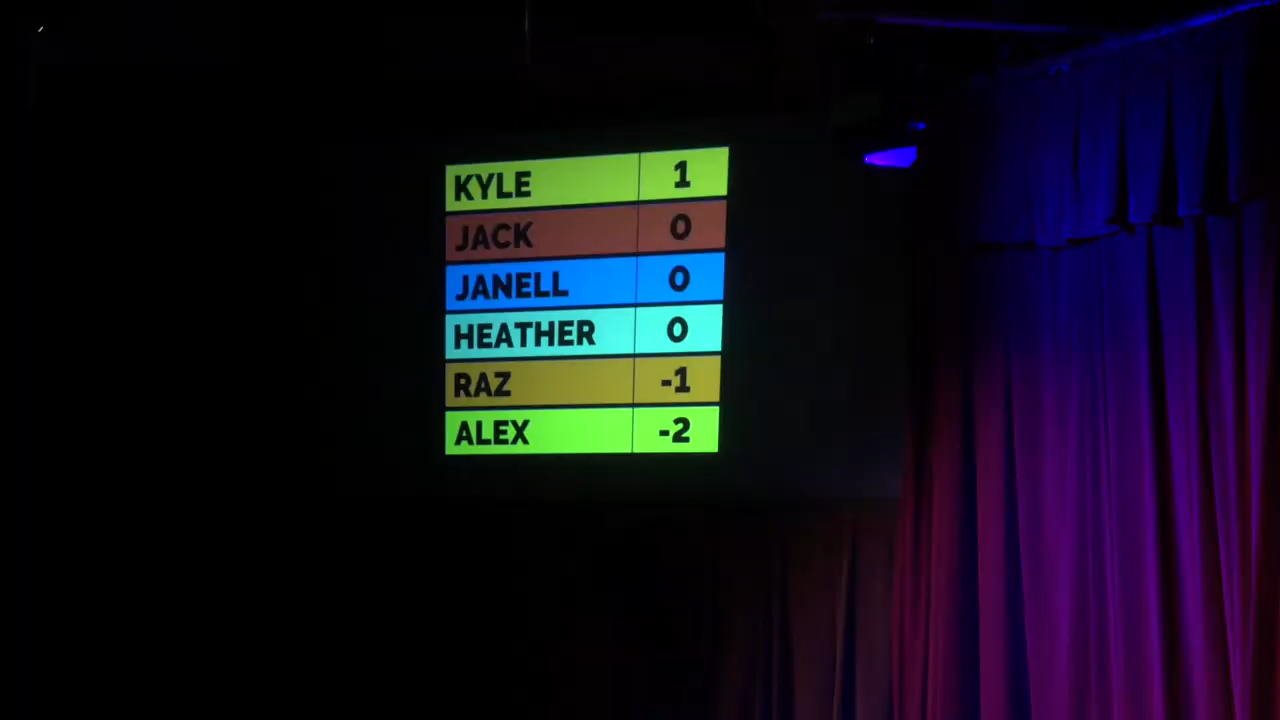 KYLE 1
JACK 0
JANELL 0
HEATHER 0
RAZ -1
ALEX -2